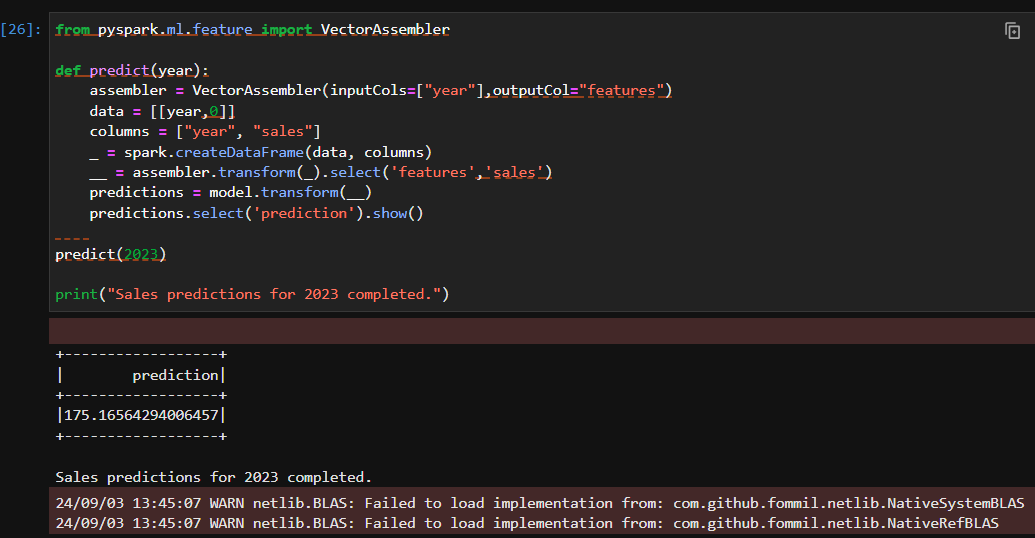 [26]: from pyspark.ml.feature import VectorAssembler
def predict(year):
    assembler = VectorAssembler(inputCols=["year"],outputCol="features")
    data = [[year,0]]
    columns = ["year", "sales"]
    _ = spark.createDataFrame(data, columns)
    __ = assembler.transform(_).select('features','sales')
    predictions = model.transform(__)
    predictions.select('prediction').show()
predict(2023)
print("Sales predictions for 2023 completed.")
+------------------+
|        prediction|
+------------------+
|175.16564294006457|
+------------------+
Sales predictions for 2023 completed.
24/09/03 13:45:07 WARN netlib.BLAS: Failed to load implementation from: com.github.fommil.netlib.NativeSystemBLAS
24/09/03 13:45:07 WARN netlib.BLAS: Failed to load implementation from: com.github.fommil.netlib.NativeRefBLAS